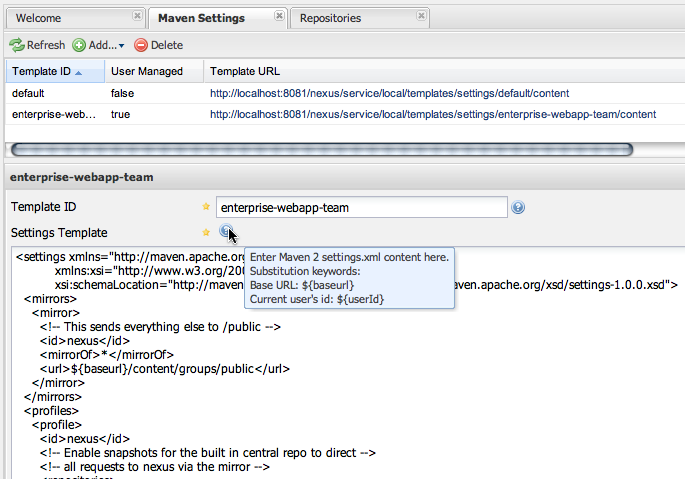 Welcome
Maven Settings
Repositories
Refresh
Add...
Delete
Template ID
User Managed
Template URL
default
false
http://localhost:8081/nexus/service/local/templates/settings/default/content
enterprise-web...
true
http://localhost:8081/nexus/service/local/templates/settings/enterprise-webapp-team/content
enterprise-webapp-team
Template ID
enterprise-webapp-team
Settings Template
Enter Maven 2 settings.xml content here.
Substitution keywords:
Base URL: ${baseurl}
Current user's id: ${userId}
<settings xmlns="http://maven.apache.org
xmlns:xsi="http://www.w3.org/200
xsi:schemaLocation="http://maven aven.apache.org/xsd/settings-1.0.0.xsd">
<mirrors>
<mirror>
<!-- This sends everything else to /public -->
<id>nexus</id>
<mirrorOf>*</mirrorOf>
<url>${baseurl}/content/groups/public</url>
</mirror>
</mirrors>
<profiles>
<profile>
<id>nexus</id>
<!-- Enable snapshots for the built in central repo to direct -->
<!-- all requests to nexus via the mirror -->
<repositories>